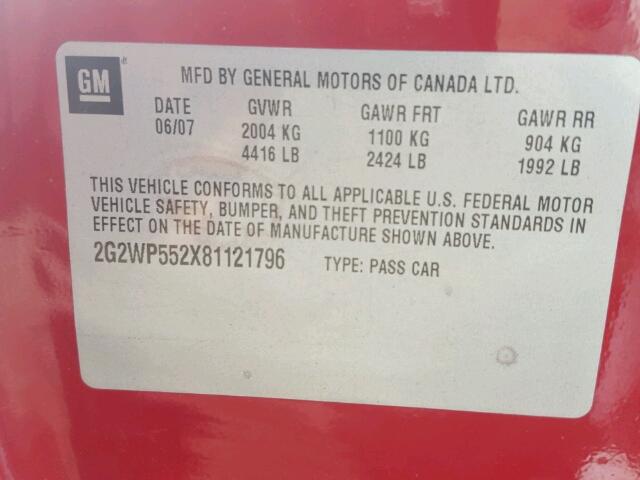 GM
MFD BY GENERAL MOTORS OF CANADA LTD.
DATE GVWR GAWR FRT GAWR RR
06/07 2004 KG 1100 KG 904 KG
4416 LB 2424 LB 1992 LB
THIS VEHICLE CONFORMS TO ALL APPLICABLE U.S. FEDERAL MOTOR
VEHICLE SAFETY, BUMPER, AND THEFT PREVENTION STANDARDS IN
EFFECT ON THE DATE OF MANUFACTURE SHOWN ABOVE.
2G2WP552X81121796 TYPE: PASS CAR